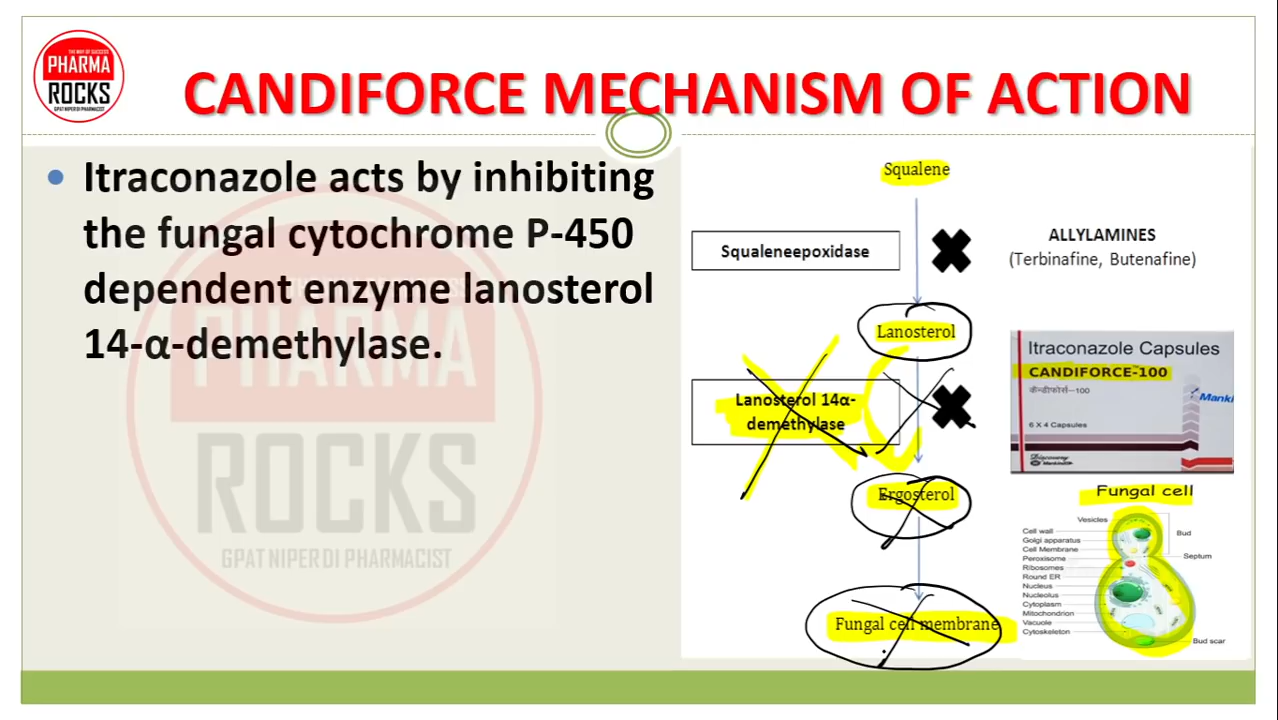 THE WAY OF SUCCESS
PHARMA
ROCKS
GPAT NIPER DI PHARMACIST
CANDIFORCE MECHANISM OF ACTION
• Itraconazole acts by inhibiting
the fungal cytochrome P-450
dependent enzyme lanosterol
14-α-demethylase.
PHARMA
ROCKS
GPAT NIPER DI PHARMACIST
Squalene
Squaleneepoxidase
ALLYLAMINES
(Terbinafine, Butenafine)
Lanosterol
Lanosterol 14α-
demethylase
Ergosterol
Fungal cell membrane
Itraconazole Capsules
CANDIFORCE-100
कैन्डीफोर्स-100
Manki
6 X 4 Capsules
Discovery
Mankind
Fungal cell
Vesicles
Bud
Cell wall
Golgi apparatus
Cell Membrane
Peroxisome
Septum
Ribosomes
Round ER
Nucleus
Nucleolus
Cytoplasm
Mitochondrion
Vacuole
Cytoskeleton
Bud scar